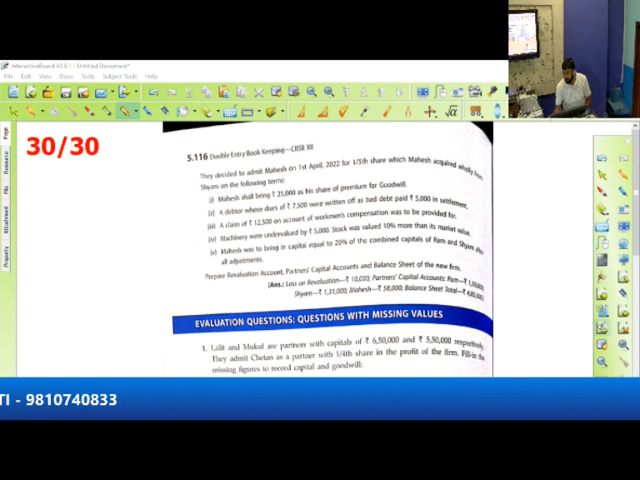 InteractiveBoard V2.6 - Untitled Document*
File Edit View Draw Tools Subject Tools Help
30/30
5.116 Double Entry Book Keeping—CBSE XII
They decided to admit Mahesh on 1st April, 2022 for 1/5th share which Mahesh acquired wholly from
Shyam on the following terms:
(i) Mahesh shall bring ₹ 25,000 as his share of premium for Goodwill.
(ii) A debtor whose dues of ₹ 7,500 were written off as bad debt paid ₹ 5,000 in settlement.
(iii) A claim of ₹ 12,500 on account of workmen's compensation was to be provided for.
(iv) Machinery were undervalued by ₹ 5,000. Stock was valued 10% more than its market value.
(v) Mahesh was to bring in capital equal to 20% of the combined capitals of Ram and Shyam after
all adjustments.
Prepare Revaluation Account, Partners' Capital Accounts and Balance Sheet of the new firm.
[Ans.: Loss on Revaluation—₹ 10,000; Partners' Capital Accounts: Ram—₹
Shyam—₹ 1,31,000; Mahesh—₹ 58,000; Balance Sheet Total—₹
EVALUATION QUESTIONS: QUESTIONS WITH MISSING VALUES
1. Lalit and Mukul are partners with capitals of ₹ 6,50,000 and ₹ 5,50,000 respectively.
They admit Chetan as a partner with 1/4th share in the profit of the firm. Fill-in the
missing figures to record capital and goodwill:
Page
Resource
File
Attachment
Property
TI - 9810740833